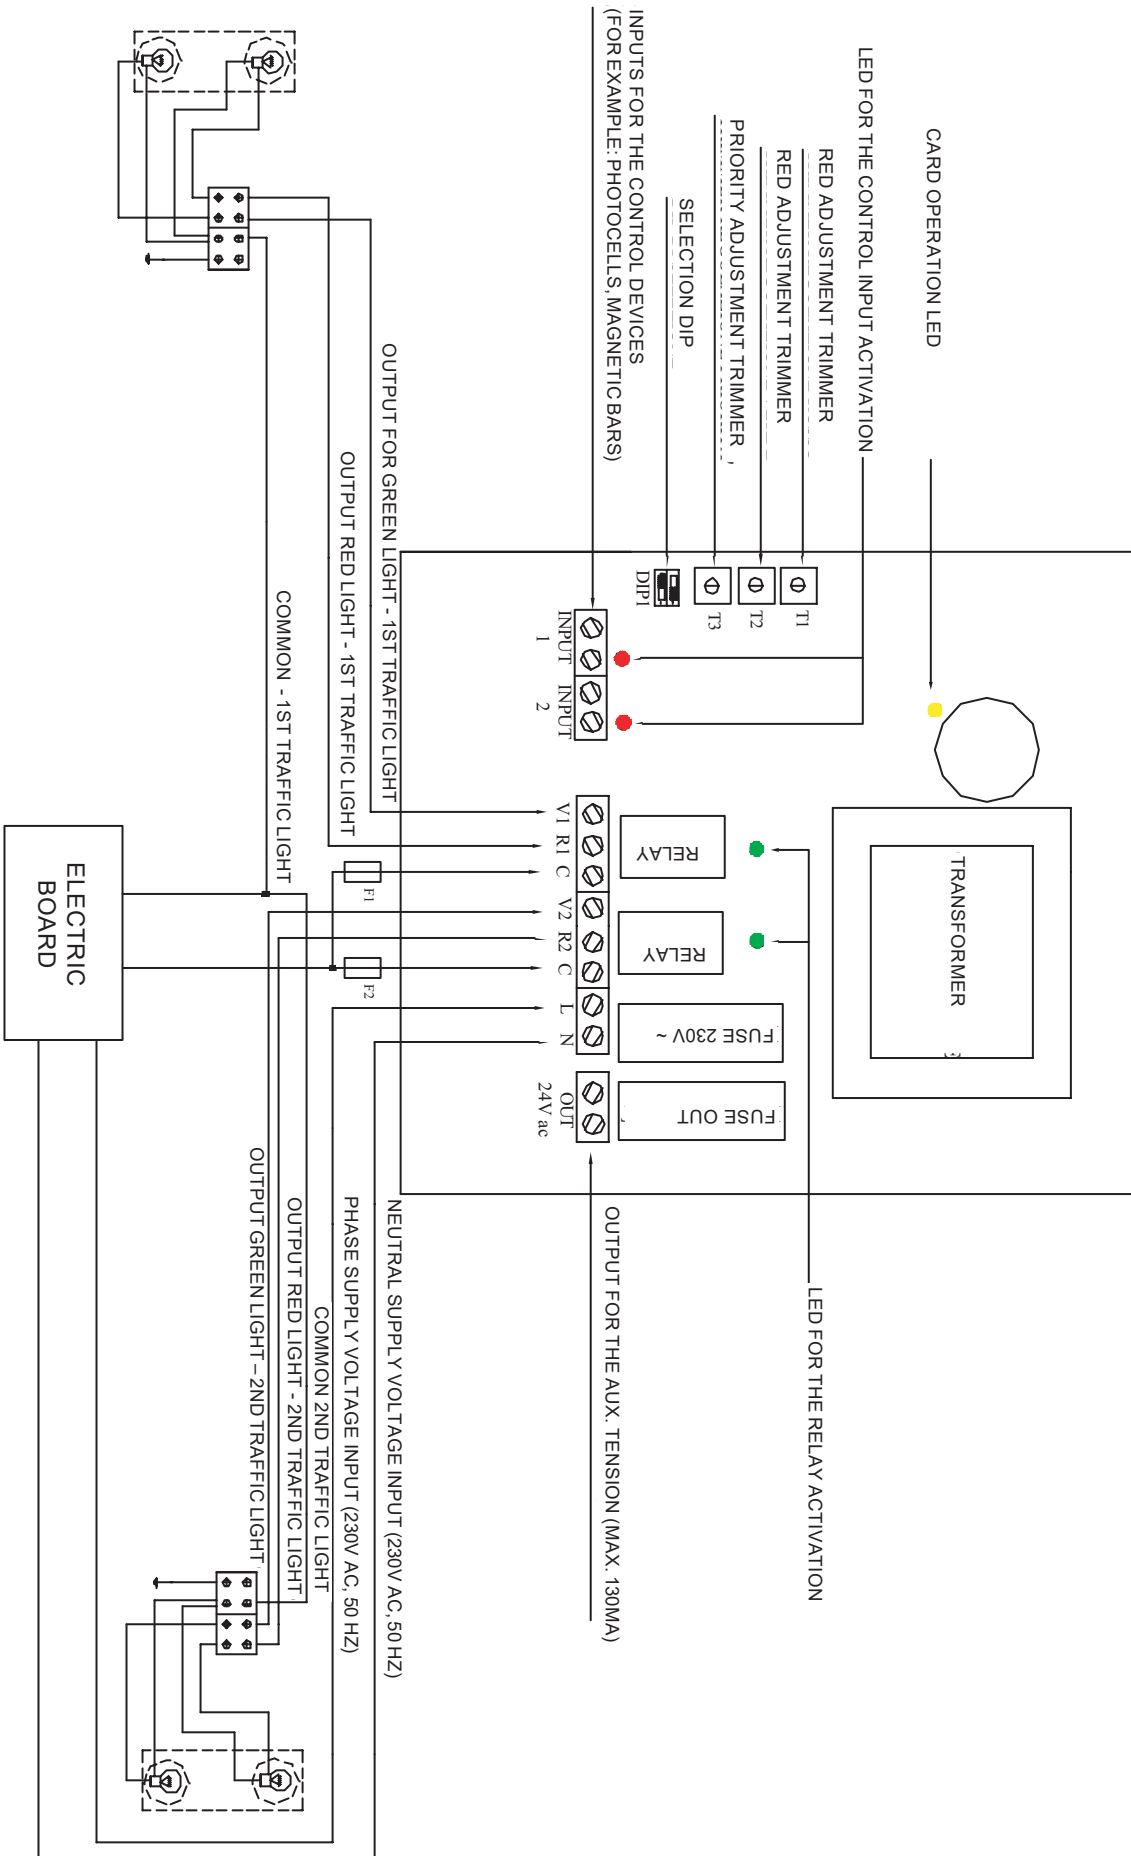 CARD OPERATION LED
LED FOR THE CONTROL INPUT ACTIVATION
RED ADJUSTMENT TRIMMER
RED ADJUSTMENT TRIMMER
PRIORITY ADJUSTMENT TRIMMER
SELECTION DIP
INPUTS FOR THE CONTROL DEVICES
(FOR EXAMPLE: PHOTOCELLS, MAGNETIC BARS)
TRANSFORMER
T1
T2
T3
DIP1
INPUT
1
INPUT
2
RELAY
RELAY
FUSE 230V ~
FUSE OUT
V1
R1
C
V2
R2
C
L
N
OUT
24V ac
LED FOR THE RELAY ACTIVATION
OUTPUT FOR THE AUX. TENSION (MAX. 130MA)
OUTPUT FOR GREEN LIGHT - 1ST TRAFFIC LIGHT
OUTPUT RED LIGHT - 1ST TRAFFIC LIGHT
COMMON - 1ST TRAFFIC LIGHT
F1
F2
NEUTRAL SUPPLY VOLTAGE INPUT (230V AC, 50 HZ)
PHASE SUPPLY VOLTAGE INPUT (230V AC, 50 HZ)
COMMON 2ND TRAFFIC LIGHT
OUTPUT RED LIGHT - 2ND TRAFFIC LIGHT
OUTPUT GREEN LIGHT – 2ND TRAFFIC LIGHT
ELECTRIC
BOARD